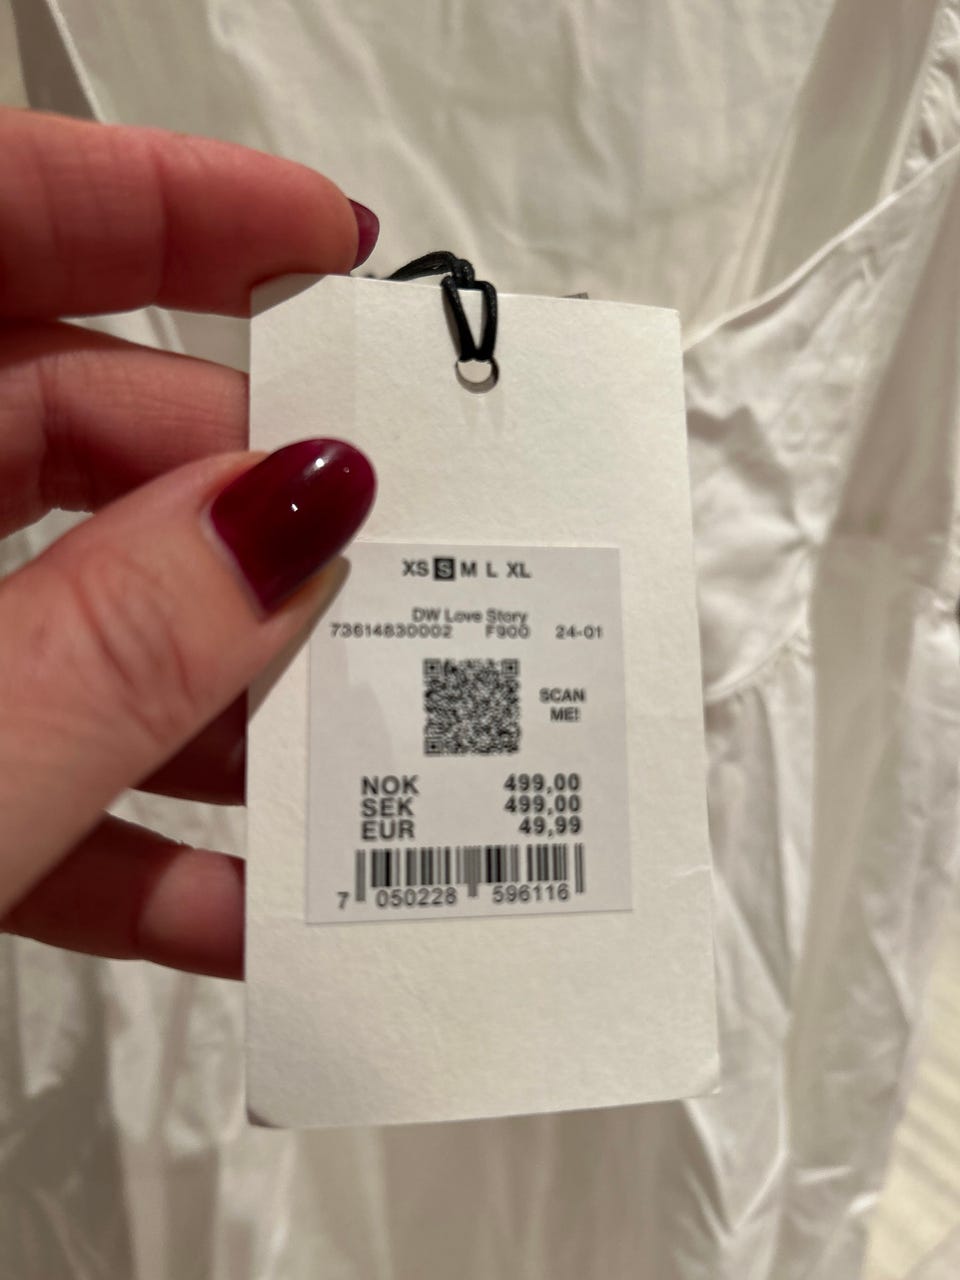 XS S M L XL
DW Love Story
73614830002 F900 24-01
SCAN
ME!
NOK 499,00
SEK 499,00
EUR 49,99
7 050228 596116